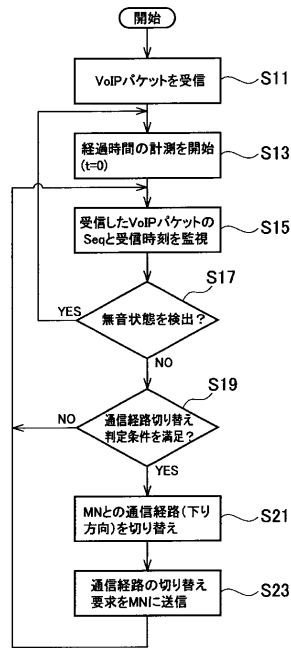 開始
VoIPパケットを受信
S11
経過時間の計測を開始
(t=0)
S13
受信したVoIPパケットの
Seqと受信時刻を監視
S15
S17
無音状態を検出?
YES
NO
S19
通信経路切り替え
判定条件を満足?
NO
YES
MNとの通信経路(下り
方向)を切り替え
S21
通信経路の切り替え
要求をMNに送信
S23